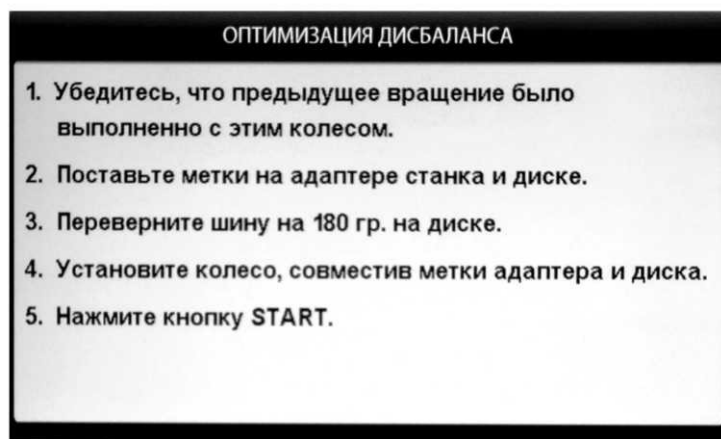 ОПТИМИЗАЦИЯ ДИСБАЛАНСА
1. Убедитесь, что предыдущее вращение было
выполненно с этим колесом.
2. Поставьте метки на адаптере станка и диске.
3. Переверните шину на 180 гр. на диске.
4. Установите колесо, совместив метки адаптера и диска.
5. Нажмите кнопку START.